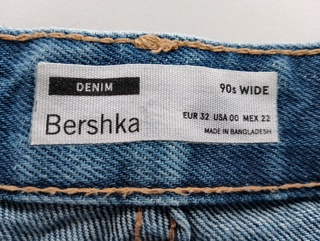 DENIM
90s WIDE
Bershka
EUR 32 USA 00 MEX 22
MADE IN BANGLADESH